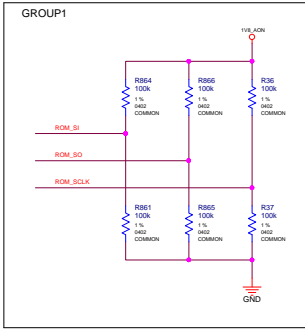 GROUP1
1V8_AON
R864
100k
1 %
0402
COMMON
R866
100k
1 %
0402
COMMON
R36
100k
1 %
0402
COMMON
ROM_SI
ROM_SO
ROM_SCLK
R861
100k
1 %
0402
COMMON
R865
100k
1 %
0402
COMMON
R37
100k
1 %
0402
COMMON
GND